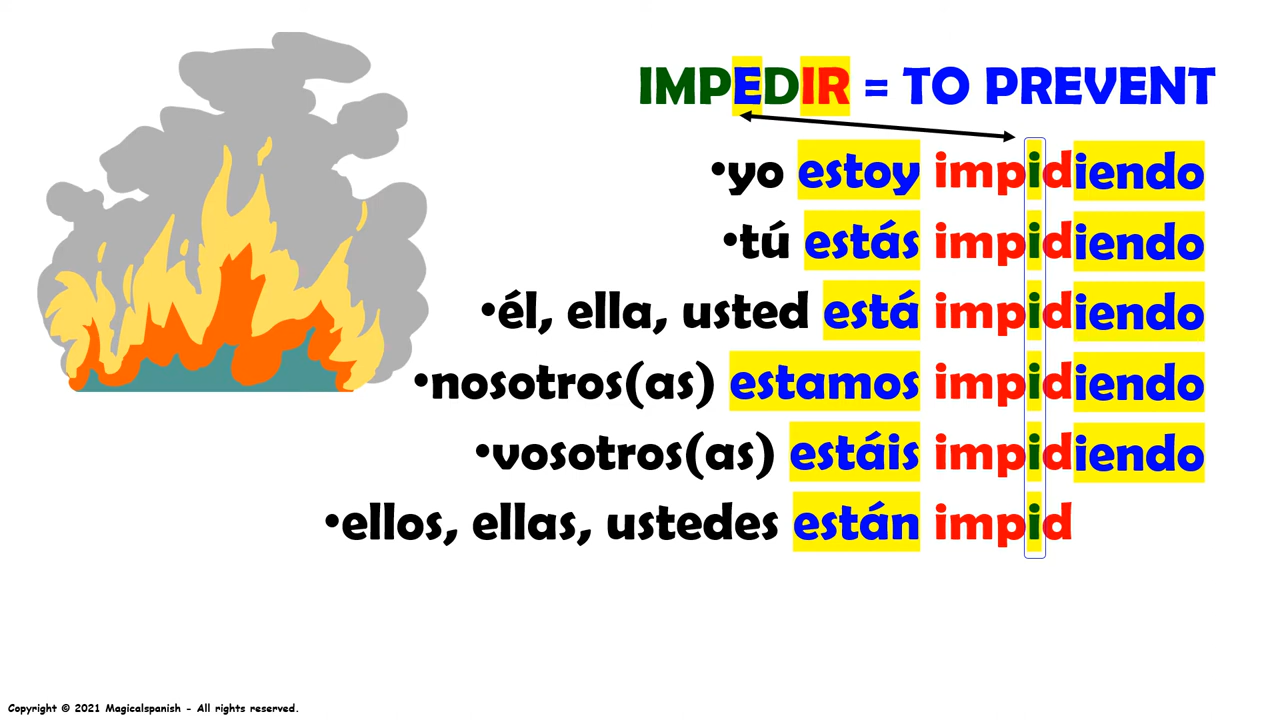 IMPEDIR = TO PREVENT
•yo estoy impidiendo
•tú estás impidiendo
•él, ella, usted está impidiendo
•nosotros(as) estamos impidiendo
•vosotros(as) estáis impidiendo
•ellos, ellas, ustedes están impid
Copyright © 2021 Magicalspanish - All rights reserved.